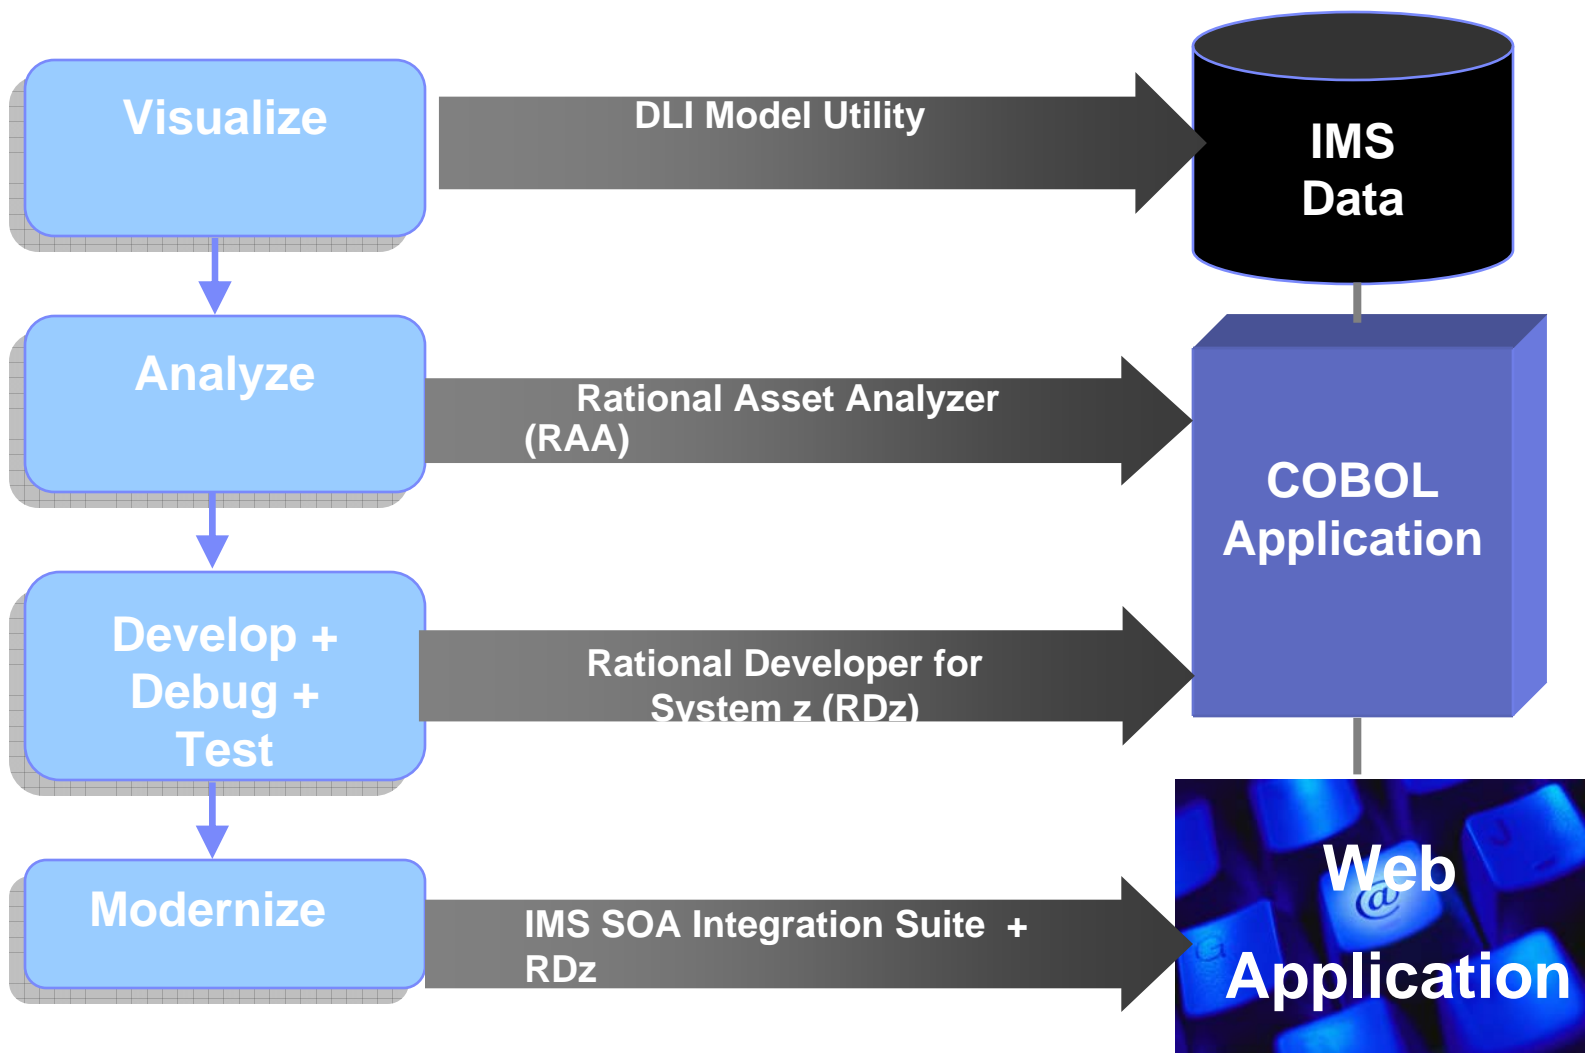 Visualize
DLI Model Utility
IMS
Data
Analyze
Rational Asset Analyzer
(RAA)
COBOL
Application
Develop +
Debug +
Test
Rational Developer for
System z (RDz)
Modernize
IMS SOA Integration Suite +
RDz
Web
@
G
J
Application